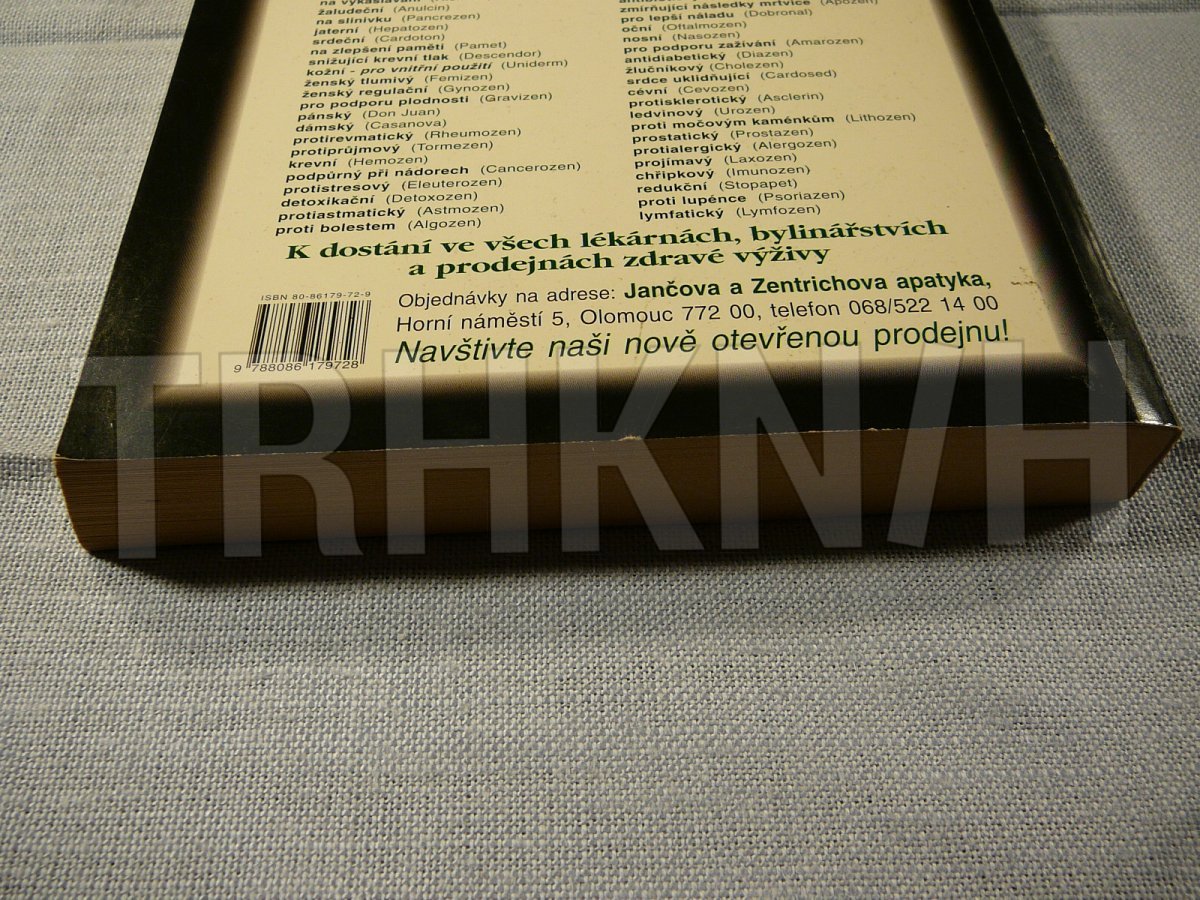 na vykašlávání
žaludeční (Anulcin)
na slinivku (Pancrezen)
jaterní (Hepatozen)
srdeční (Cardoton)
na zlepšení paměti (Pamet)
snižující krevní tlak (Descendor)
kožní - pro vnitřní použití (Uniderm)
ženský tlumivý (Femizen)
ženský regulační (Gynozen)
pro podporu plodnosti (Gravizen)
pánský (Don Juan)
dámský (Casanova)
protirevmatický (Rheumozen)
protiprůjmový (Tormezen)
krevní (Hemozen)
podpůrný při nádorech (Cancerozen)
protistresový (Eleuterozen)
detoxikační (Detoxozen)
protiastmatický (Astmozen)
proti bolestem (Algozen)
zmírňující následky mrtvice (Apozen)
pro lepší náladu (Dobronal)
oční (Oftalmozen)
nosní (Nasozen)
pro podporu zažívání (Amarozen)
antidiabetický (Diazen)
žlučníkový (Cholezen)
srdce uklidňující (Cardosed)
cévní (Cevozen)
protisklerotický (Asclerin)
ledvinový (Urozen)
proti močovým kaménkům (Lithozen)
prostatický (Prostazen)
protialergický (Alergozen)
projímavý (Laxozen)
chřipkový (Imunozen)
redukční (Stopapet)
proti lupénce (Psoriazen)
lymfatický (Lymfozen)
K dostání ve všech lékárnách, bylinářstvích
a prodejnách zdravé výživy
ISBN 80-86179-72-9
9 788086 179728
Objednávky na adrese: Jančova a Zentrichova apatyka,
Horní náměstí 5, Olomouc 772 00, telefon 068/522 14 00
Navštivte naši nově otevřenou prodejnu!
TRHKNIH